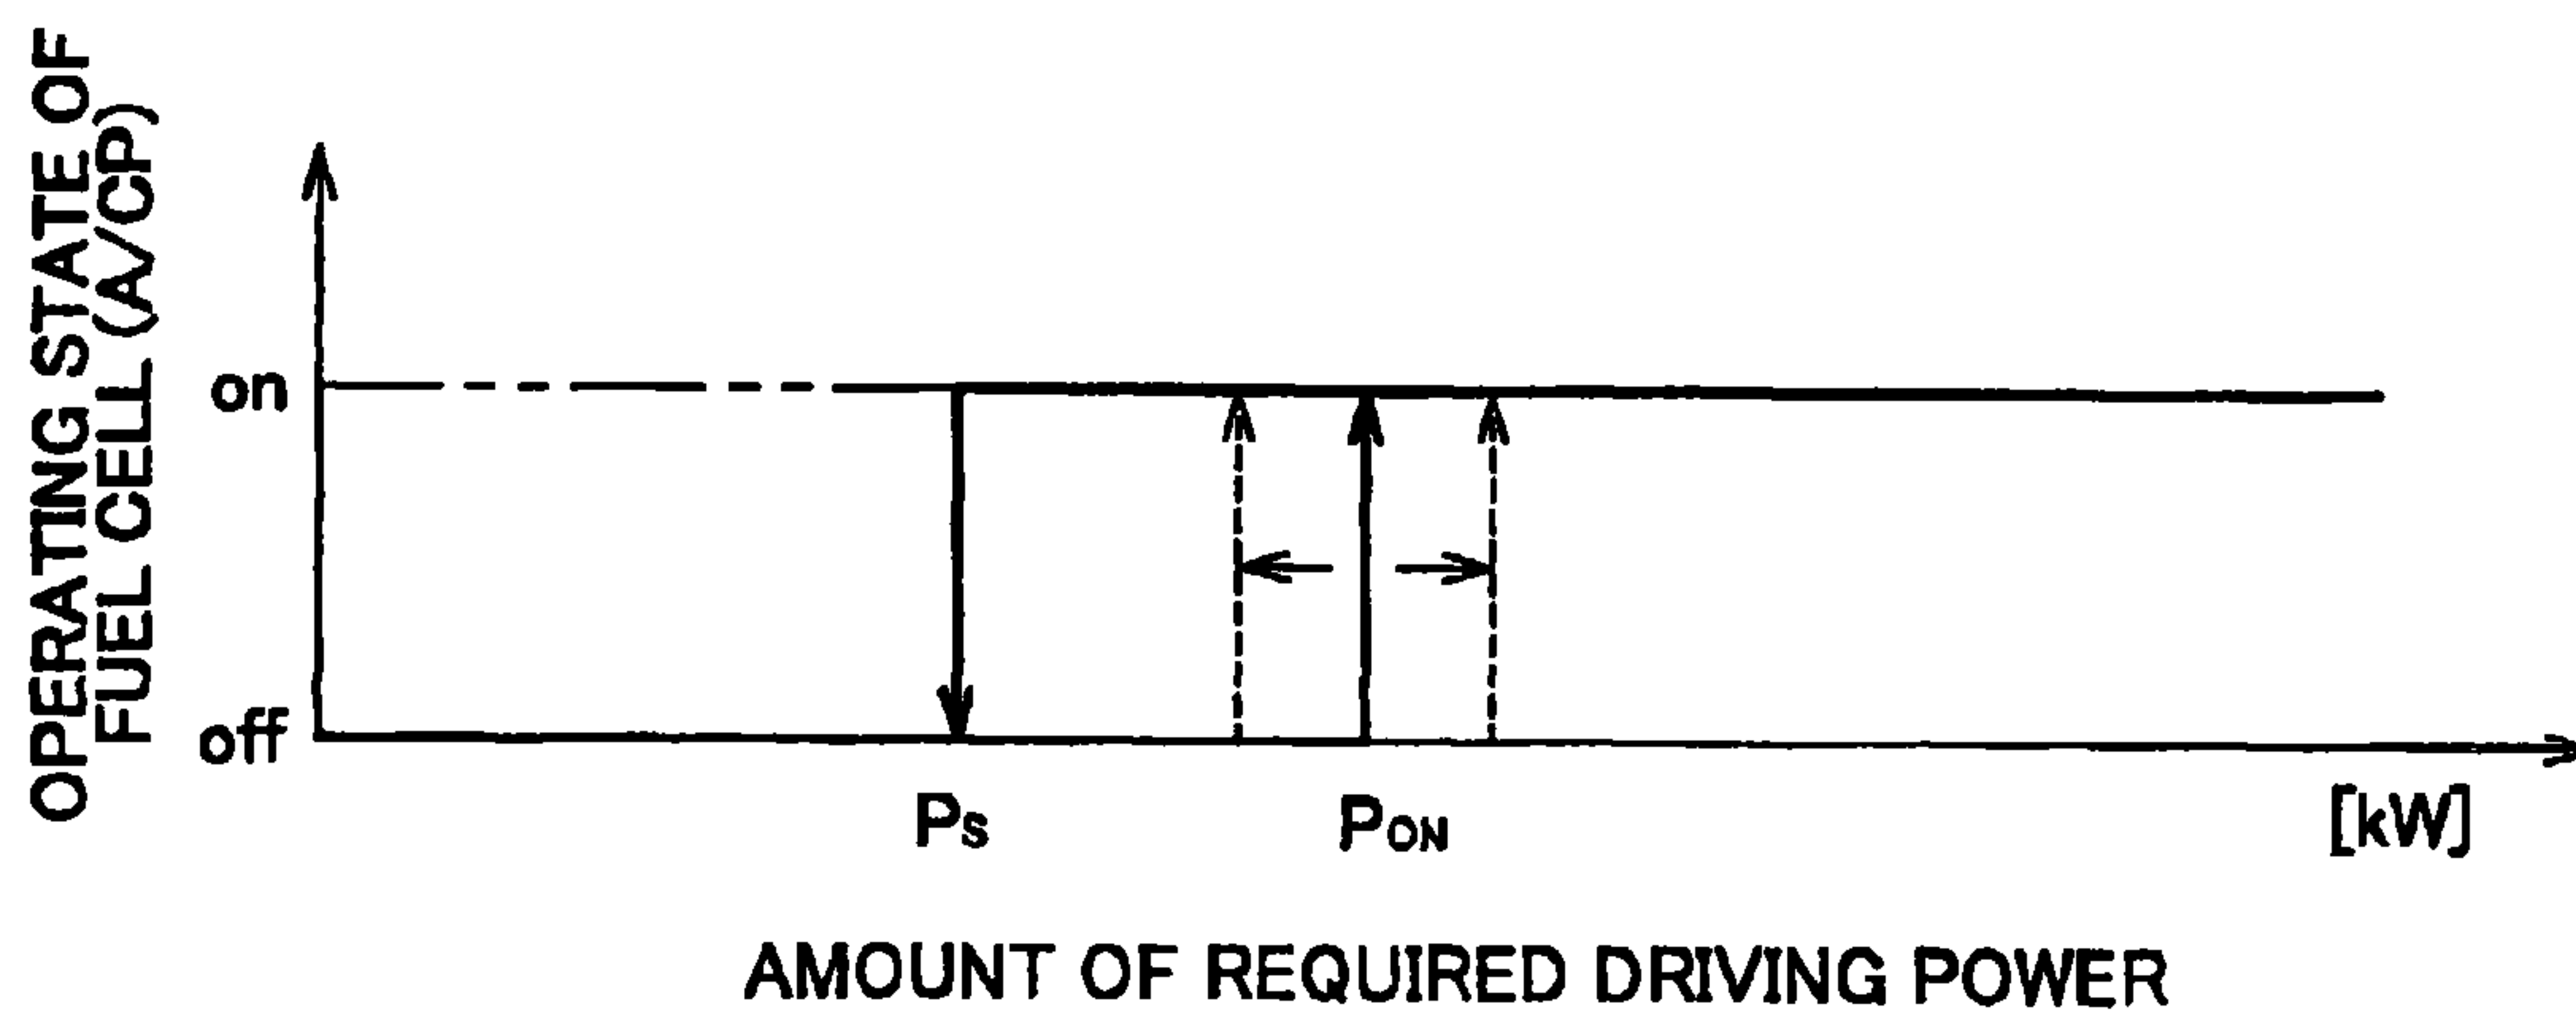 OPERATING STATE OF
FUEL CELL (A/CP)
on
off
PS
PON
[kW]
AMOUNT OF REQUIRED DRIVING POWER